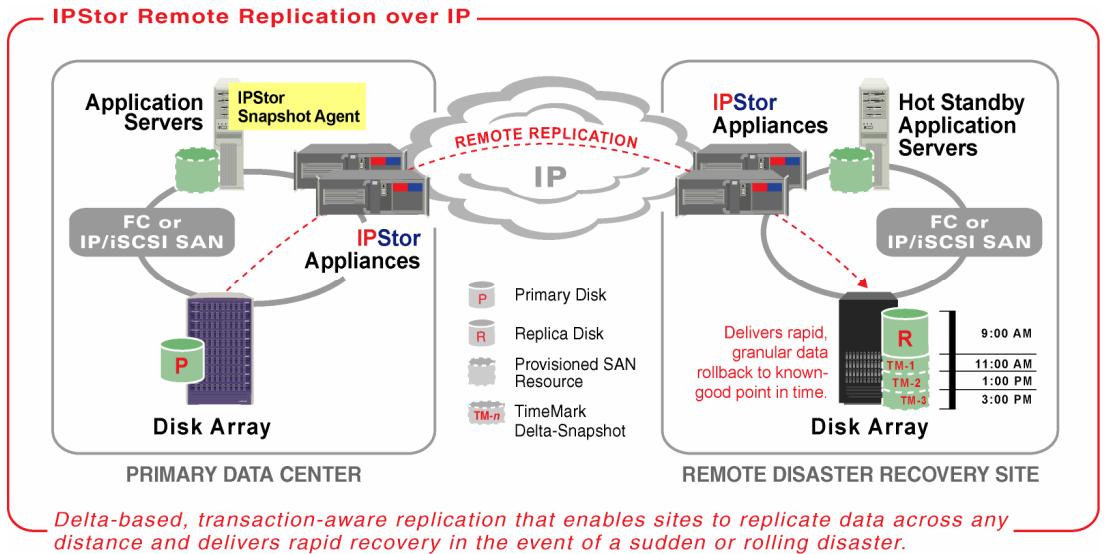 IPStor Remote Replication over IP
Application
Servers
IPStor
Snapshot Agent
FC or
IP/iSCSI SAN
IPStor
Appliances
P
Disk Array
PRIMARY DATA CENTER
REMOTE REPLICATION
IP
P
Primary Disk
R
Replica Disk
Provisioned SAN
Resource
TM-n
TimeMark
Delta-Snapshot
IPStor
Appliances
Hot Standby
Application
Servers
FC or
IP/iSCSI SAN
Delivers rapid,
granular data
rollback to known-
good point in time.
R
9:00 AM
TM-1
11:00 AM
TM-2
1:00 PM
TM-3
3:00 PM
Disk Array
REMOTE DISASTER RECOVERY SITE
Delta-based, transaction-aware replication that enables sites to replicate data across any
distance and delivers rapid recovery in the event of a sudden or rolling disaster.